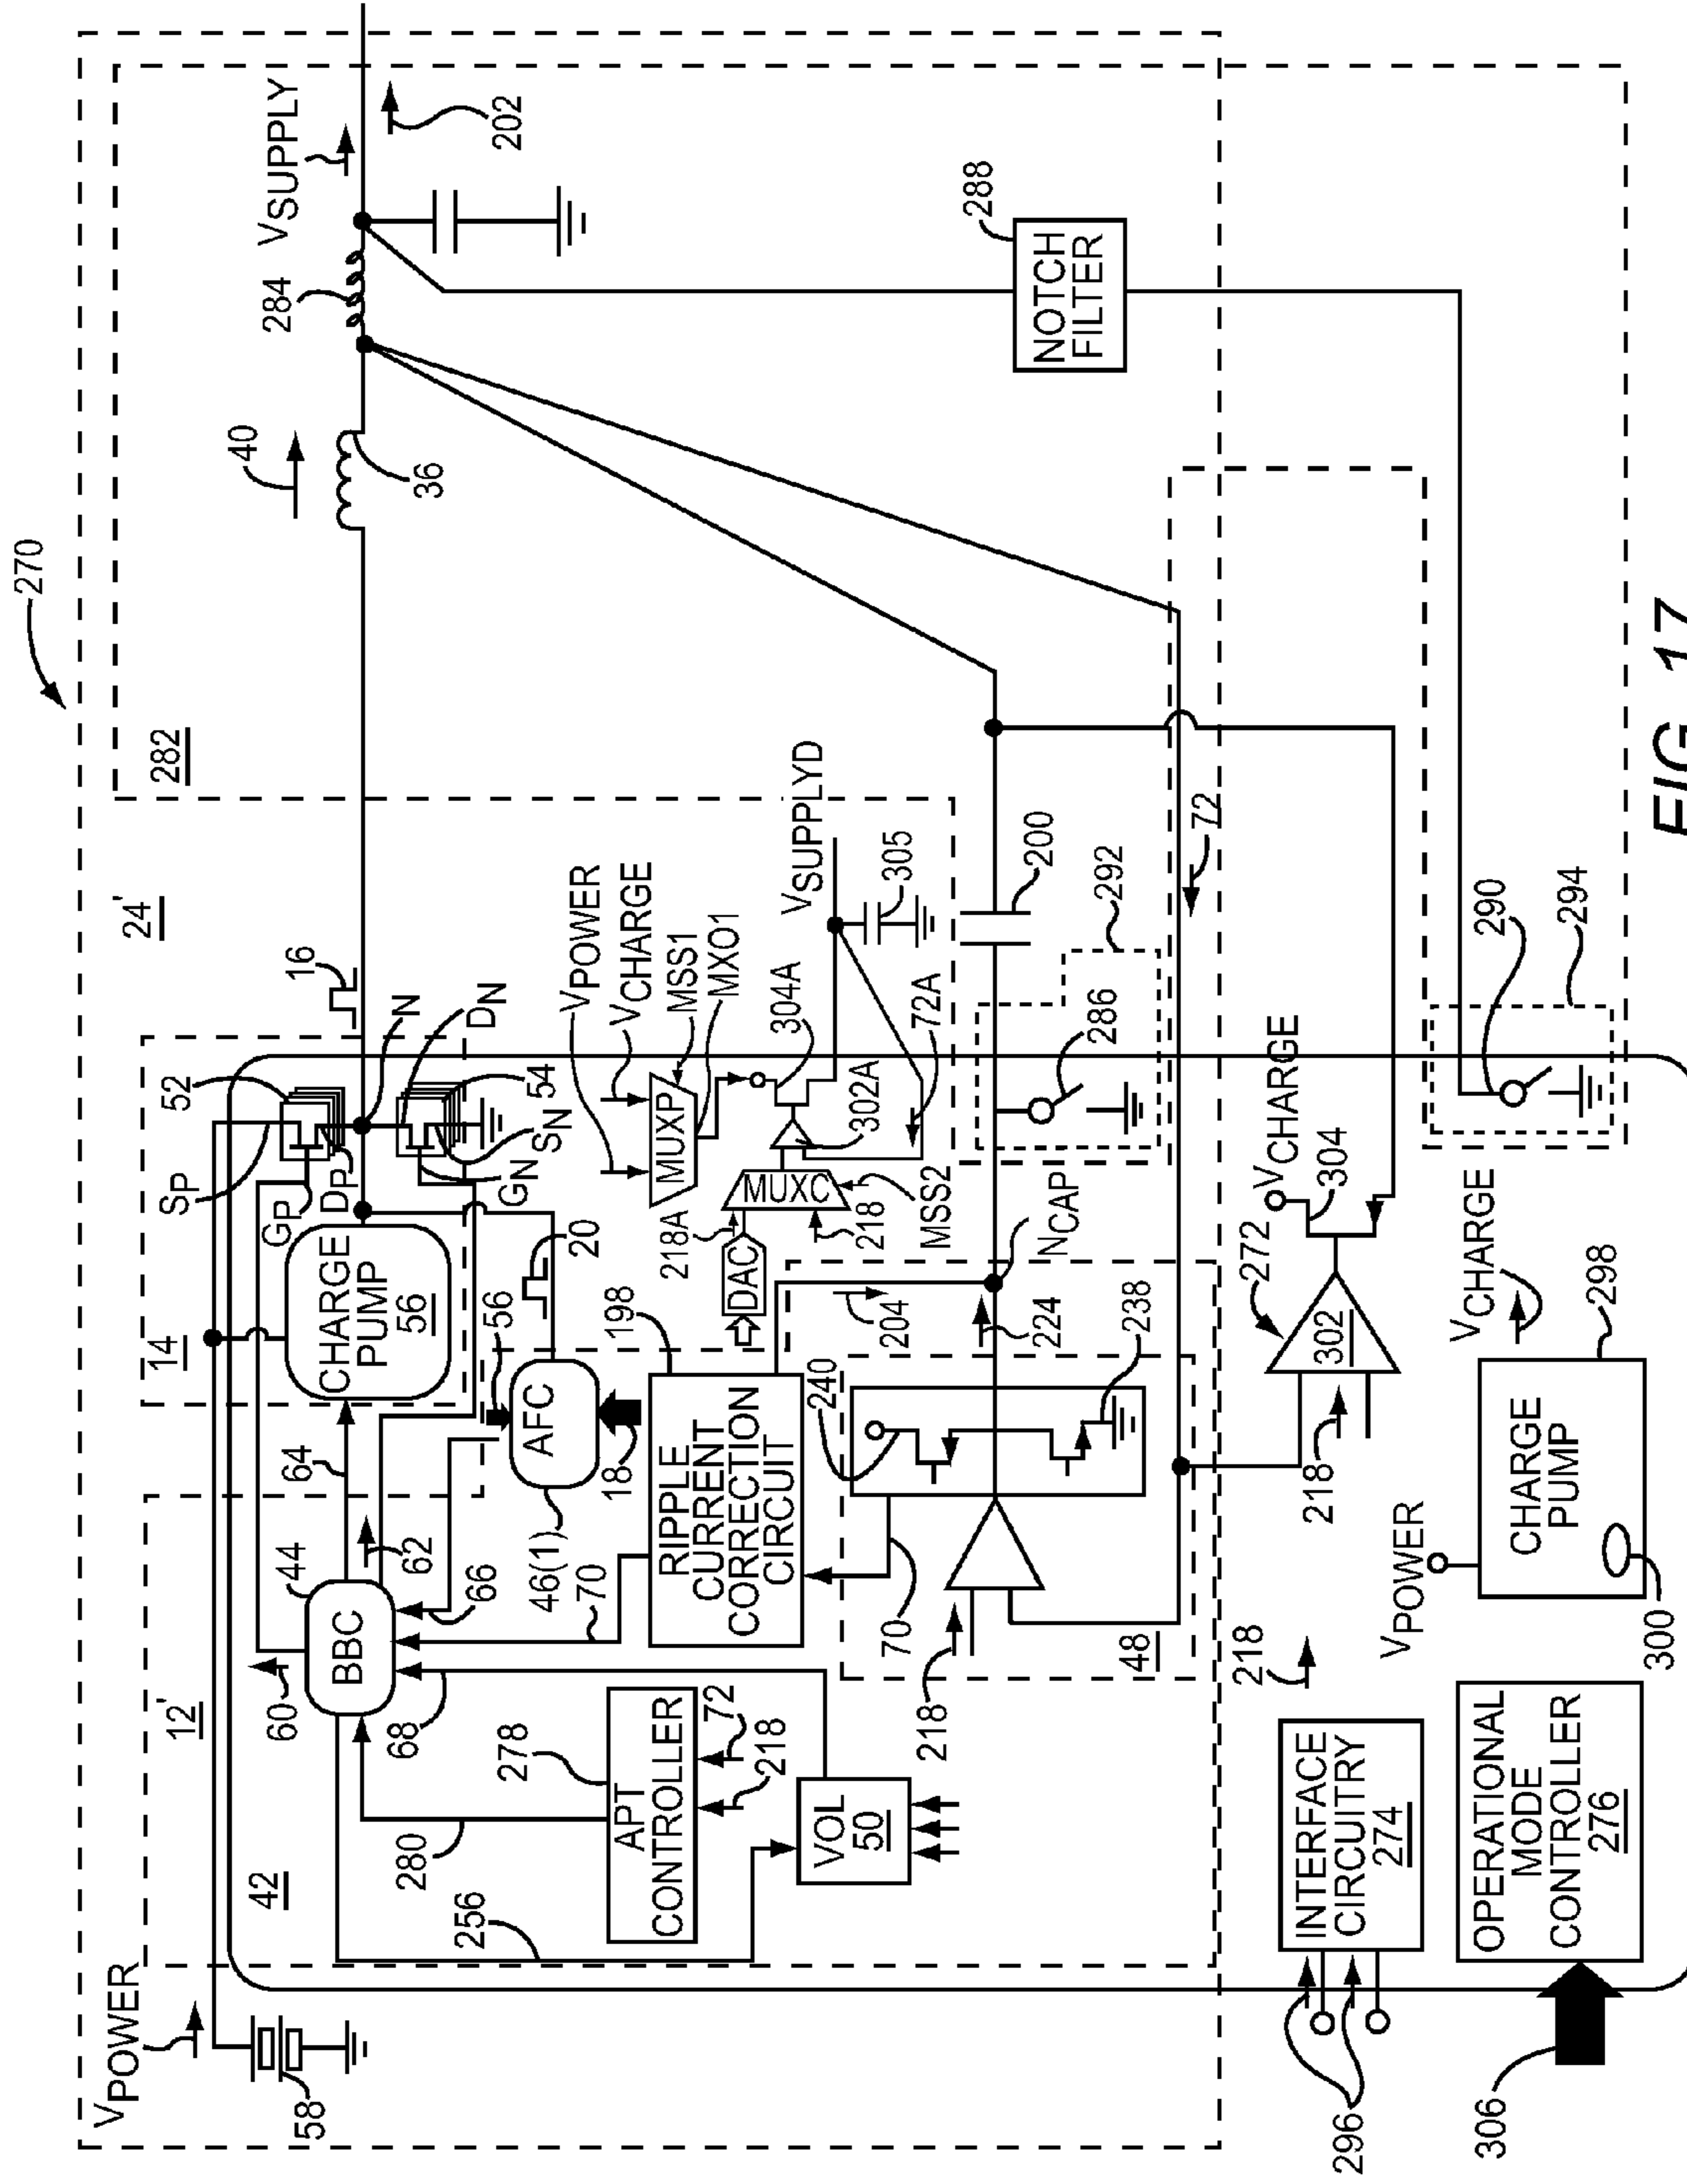 270
VPOWER
58
42
12'
14
24'
282
SP
52
GP
DP
CHARGE
PUMP
56
54
N
DN
SN
GN
16
40
36
284
VSUPPLY
202
60
44
BBC
64
62
66
68
70
256
280
278
APT
CONTROLLER
72
218
VOL
50
46(1)
AFC
56
18
20
RIPPLE
CURRENT
CORRECTION
CIRCUIT
198
DAC
218A
MUXC
218
MSS2
MUXP
VPOWER
VCHARGE
MSS1
MXO1
304A
302A
72A
VSUPPLYD
305
204
224
NCAP
240
238
70
218
48
286
292
200
72
NOTCH
FILTER
288
INTERFACE
CIRCUITRY
274
296
218
OPERATIONAL
MODE
CONTROLLER
276
306
VPOWER
CHARGE
PUMP
300
298
VCHARGE
218
302
272
304
VCHARGE
290
294
FIG. 17